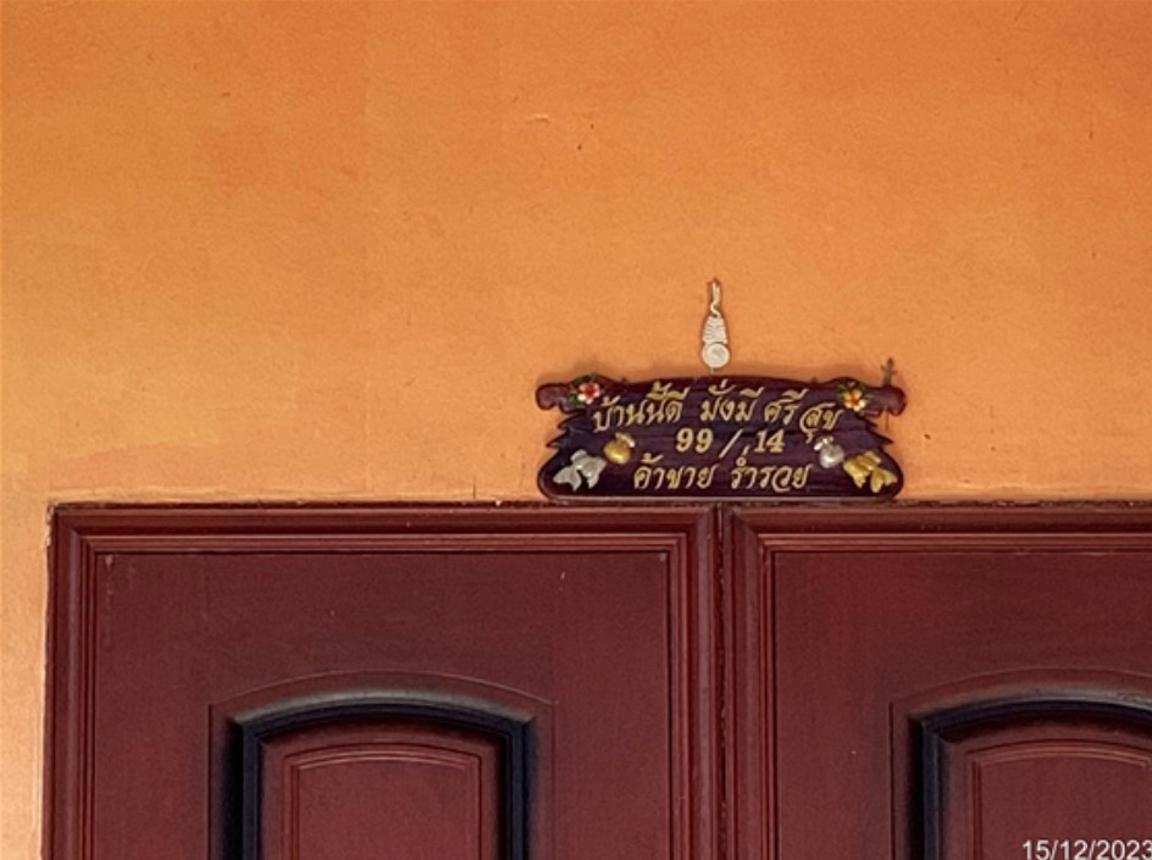 บ้านนี้ดี มั่งมี ศรีสุข
99 / 14
ค้าขาย ร่ำรวย
15/12/2023